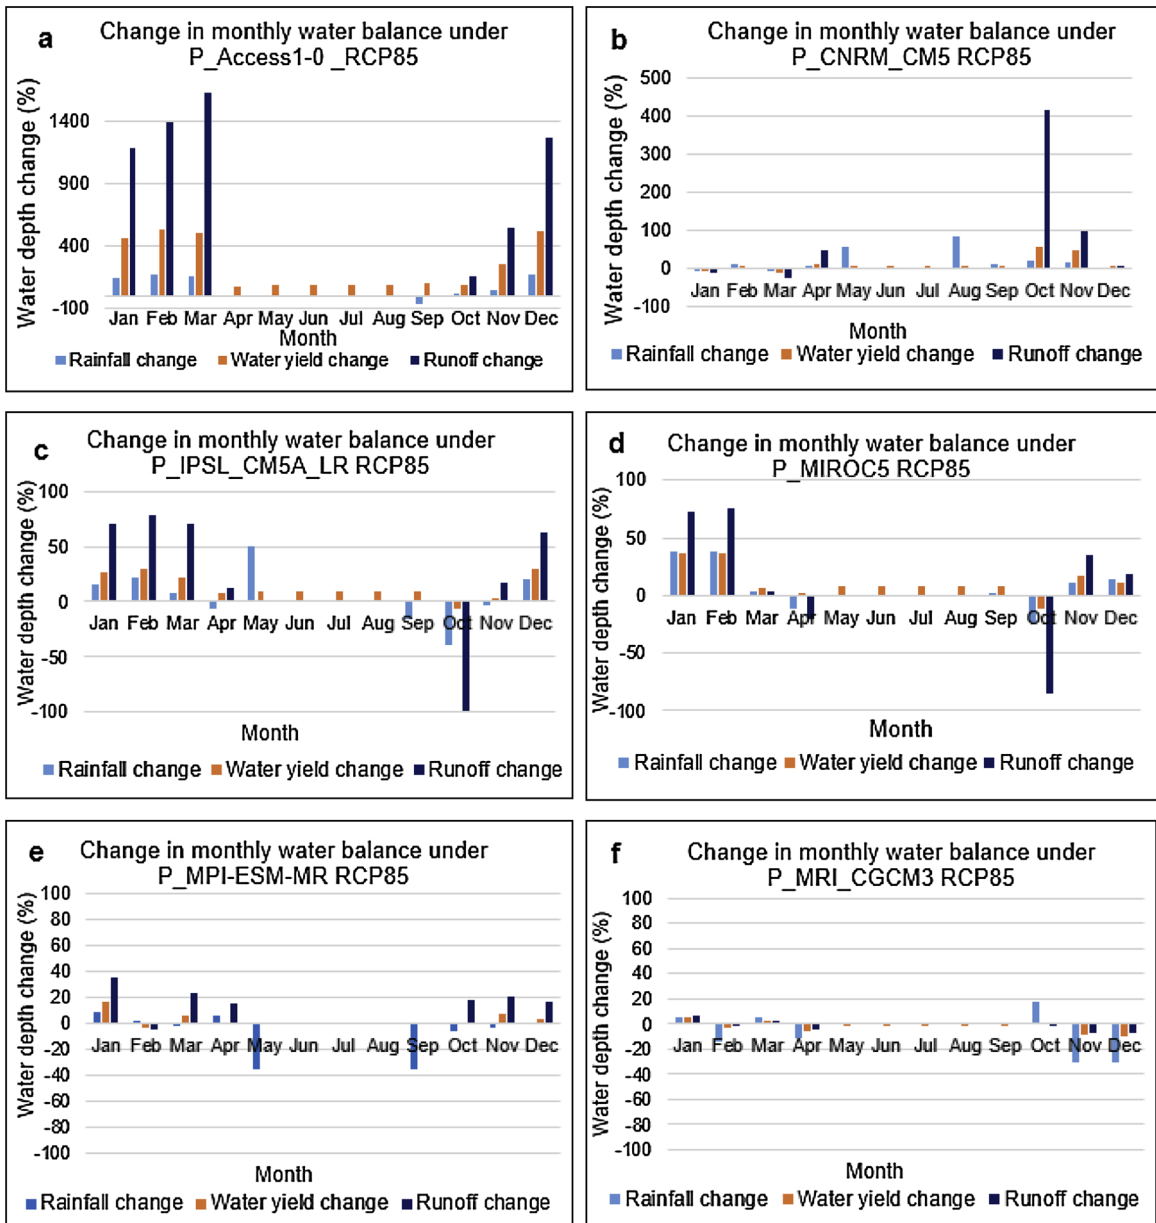 a
Change in monthly water balance under
P_Access1-0 _RCP85
Water depth change (%)
1400
900
400
-100
Jan Feb Mar Apr May Jun Jul Aug Sep Oct Nov Dec
Month
Rainfall change Water yield change Runoff change
b
Change in monthly water balance under
P_CNRM_CM5 RCP85
Water depth change (%)
500
400
300
200
100
0
-100
Jan Feb Mar Apr May Jun Jul Aug Sep Oct Nov Dec
Month
Rainfall change Water yield change Runoff change
c
Change in monthly water balance under
P_IPSL_CM5A_LR RCP85
Water depth change (%)
100
50
0
-50
-100
Jan Feb Mar Apr May Jun Jul Aug Sep Oct Nov Dec
Month
Rainfall change Water yield change Runoff change
d
Change in monthly water balance under
P_MIROC5 RCP85
Water depth change (%)
100
50
0
-50
-100
Jan Feb Mar Apr May Jun Jul Aug Sep Oct Nov Dec
Month
Rainfall change Water yield change Runoff change
e
Change in monthly water balance under
P_MPI-ESM-MR RCP85
Water depth change (%)
100
80
60
40
20
0
-20
-40
-60
-80
-100
Jan Feb Mar Apr May Jun Jul Aug Sep Oct Nov Dec
Month
Rainfall change Water yield change Runoff change
f
Change in monthly water balance under
P_MRI_CGCM3 RCP85
Water depth change (%)
100
80
60
40
20
0
-20
-40
-60
-80
-100
Jan Feb Mar Apr May Jun Jul Aug Sep Oct Nov Dec
Month
Rainfall change Water yield change Runoff change